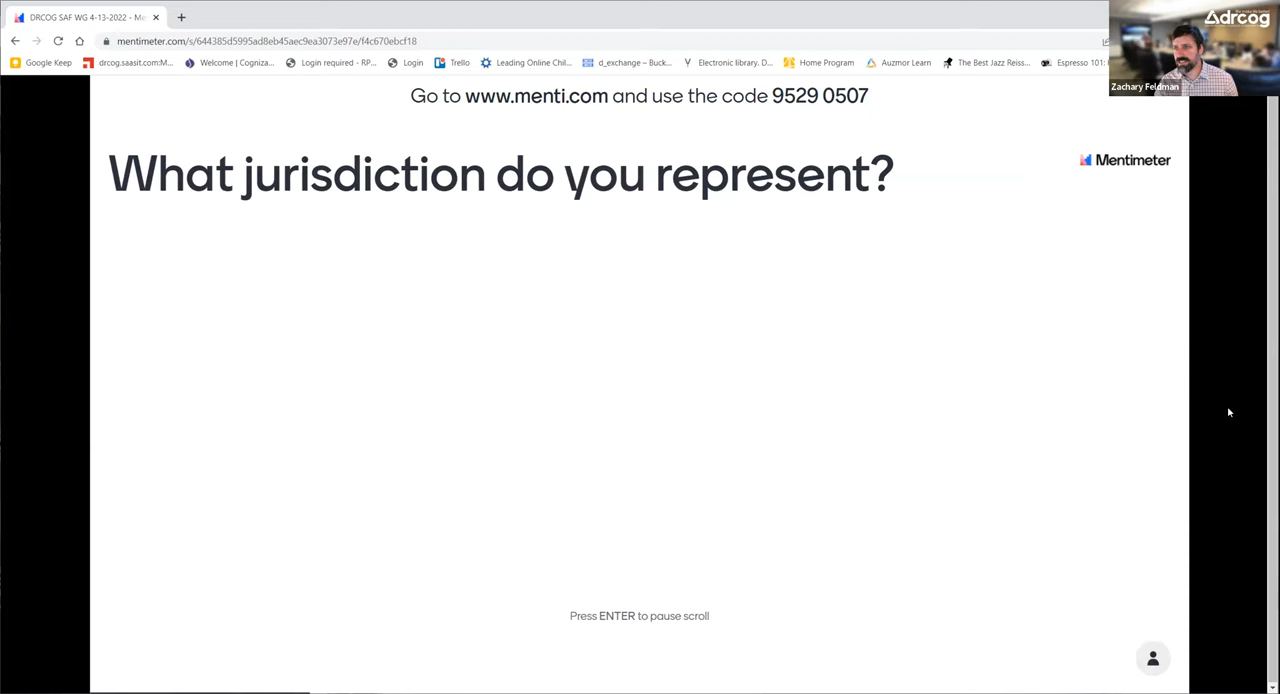 DRCOG SAF WG 4-13-2022 - Me
mentimeter.com/s/644385d5995ad8eb45aec9ea3073e97e/f4c670ebcf18
Google Keep drcog.saasit.com:M... Welcome | Cogniza... Login required - RP... Login Trello Leading Online Chil... d_exchange – Buck... Electronic library. D... Home Program Auzmor Learn The Best Jazz Reiss... Espresso 101:
drcog
Zachary Feldman
Go to www.menti.com and use the code 9529 0507
What jurisdiction do you represent?
Mentimeter
Press ENTER to pause scroll